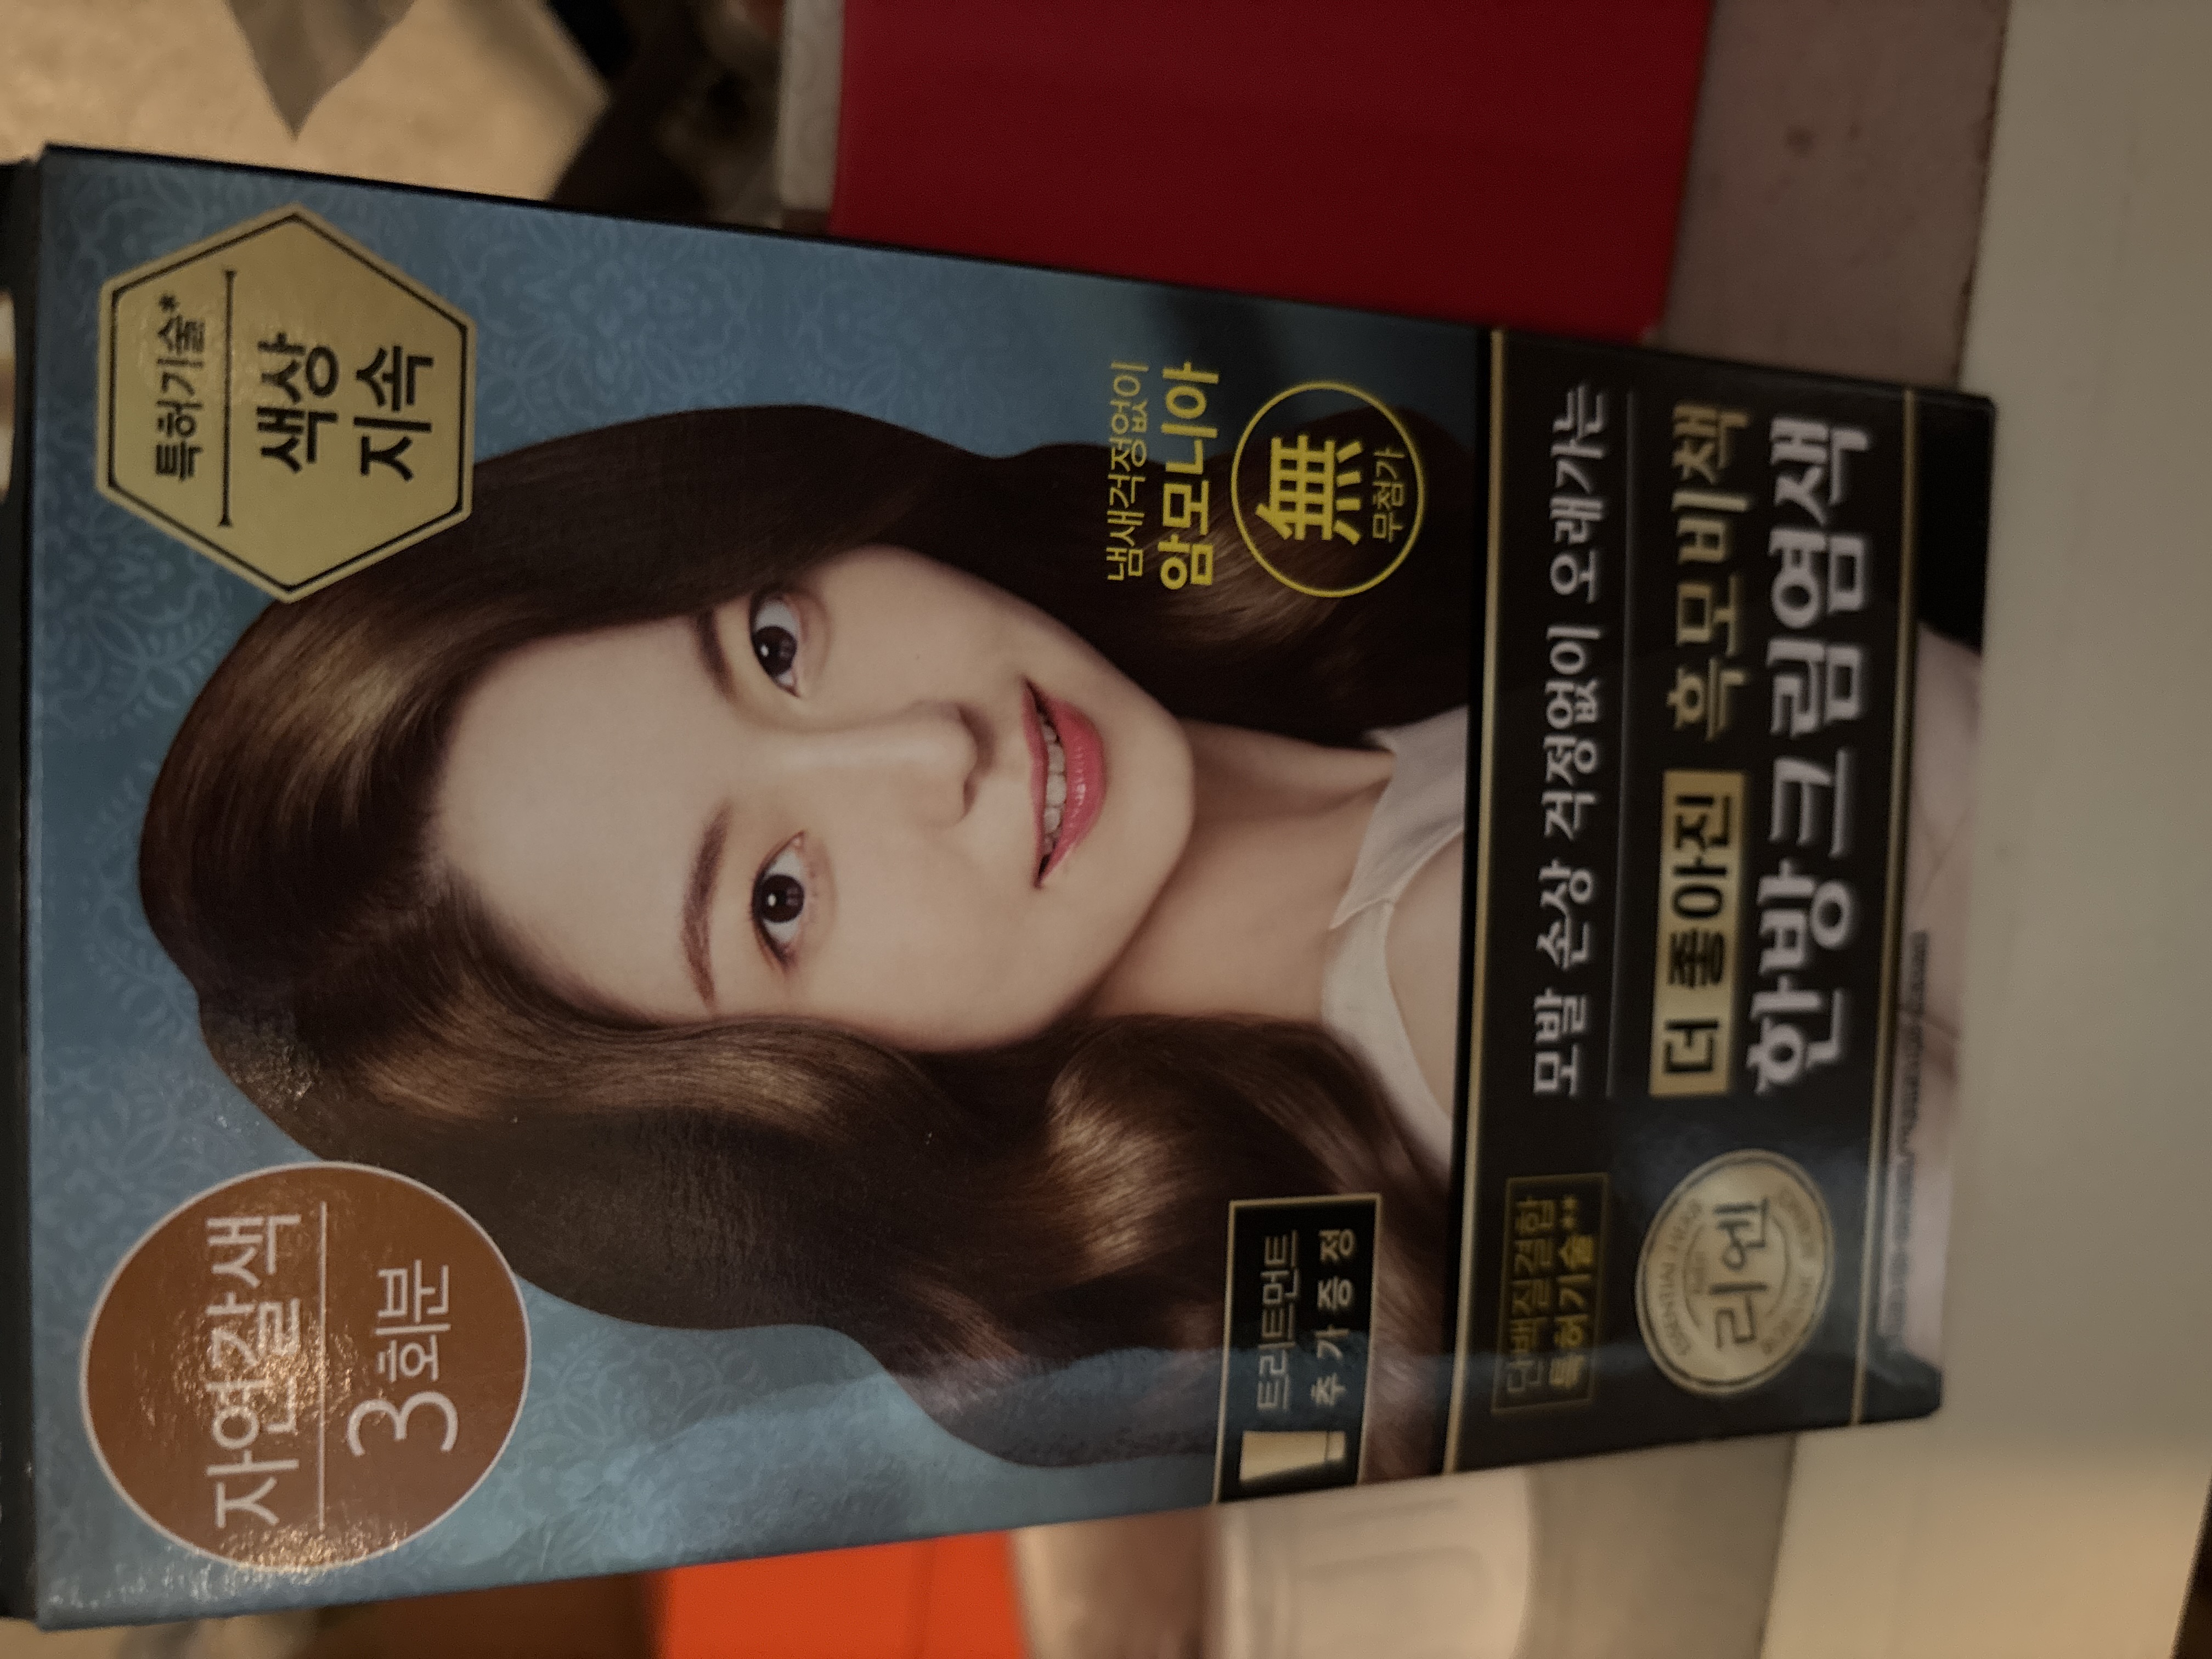 자연갈색
3회분
특허기술*
색상
지속
냄새걱정없이
암모니아
無
무첨가
트리트먼트
추가증정
단백질결합
특허기술**
모발 손상 걱정없이 오래가는
리엔
더 좋아진 흑모비책
한방크림염색